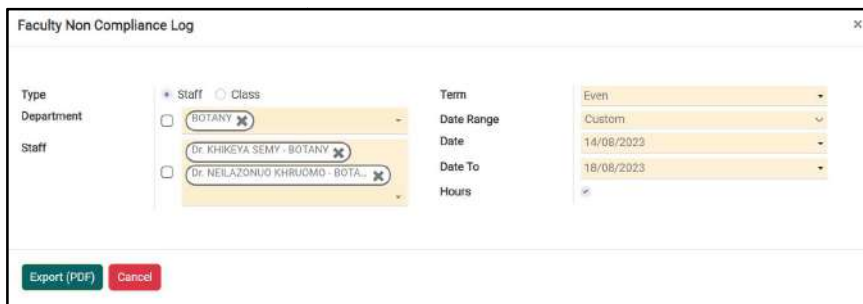 Faculty Non Compliance Log ×
Type Staff Class
Department BOTANY
Staff Dr. KHIKEYA SEMY - BOTANY
Dr. NEILAZONUO KHRUOMO - BOTA...
Term Even
Date Range Custom
Date 14/08/2023
Date To 18/08/2023
Hours
Export (PDF) Cancel